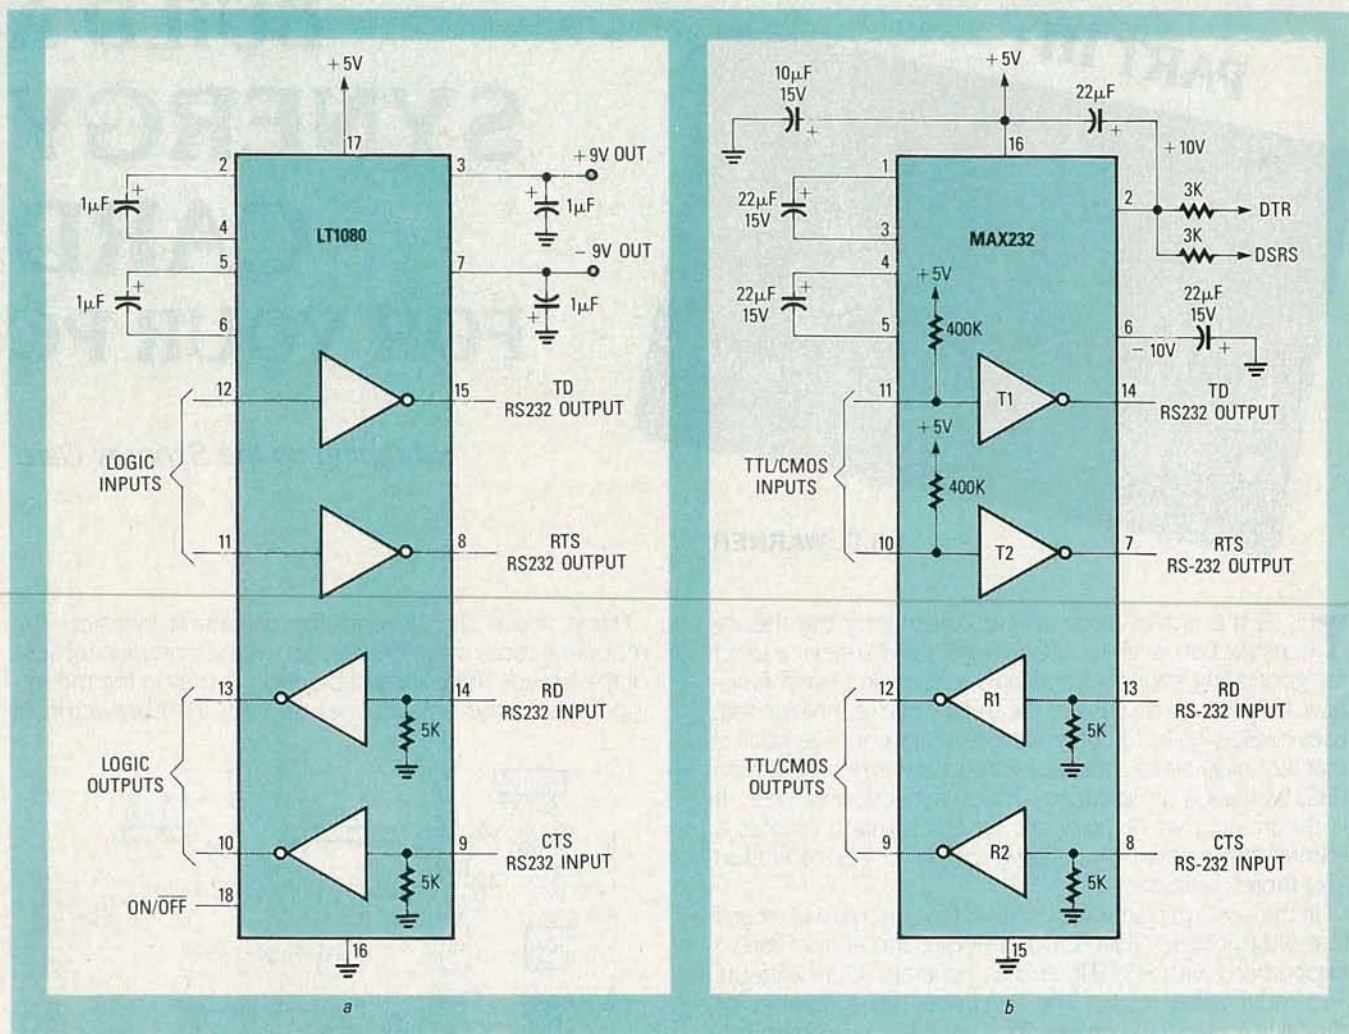 +5V
17
2
3
+9V OUT
+
1µF
+
1µF
4
LT1080
5
7
−9V OUT
+
1µF
1µF
+
6
12
15
TD
RS232 OUTPUT
LOGIC
INPUTS
11
8
RTS
RS232 OUTPUT
13
14
RD
RS232 INPUT
5K
LOGIC
OUTPUTS
10
9
CTS
RS232 INPUT
5K
ON/OFF
18
16
a
PART III
+5V
10µF
15V
+
22µF
+
16
+10V
1
2
3K
DTR
+
22µF
15V
3
MAX232
3K
DSRS
4
+5V
+
22µF
15V
5
400K
22µF
15V
6
−10V
+
11
T1
14
TD
RS232 OUTPUT
+5V
TTL/CMOS
INPUTS
400K
10
T2
7
RTS
RS-232 OUTPUT
12
R1
13
RD
RS-232 INPUT
5K
TTL/CMOS
OUTPUTS
9
R2
8
CTS
RS-232 INPUT
5K
15
b